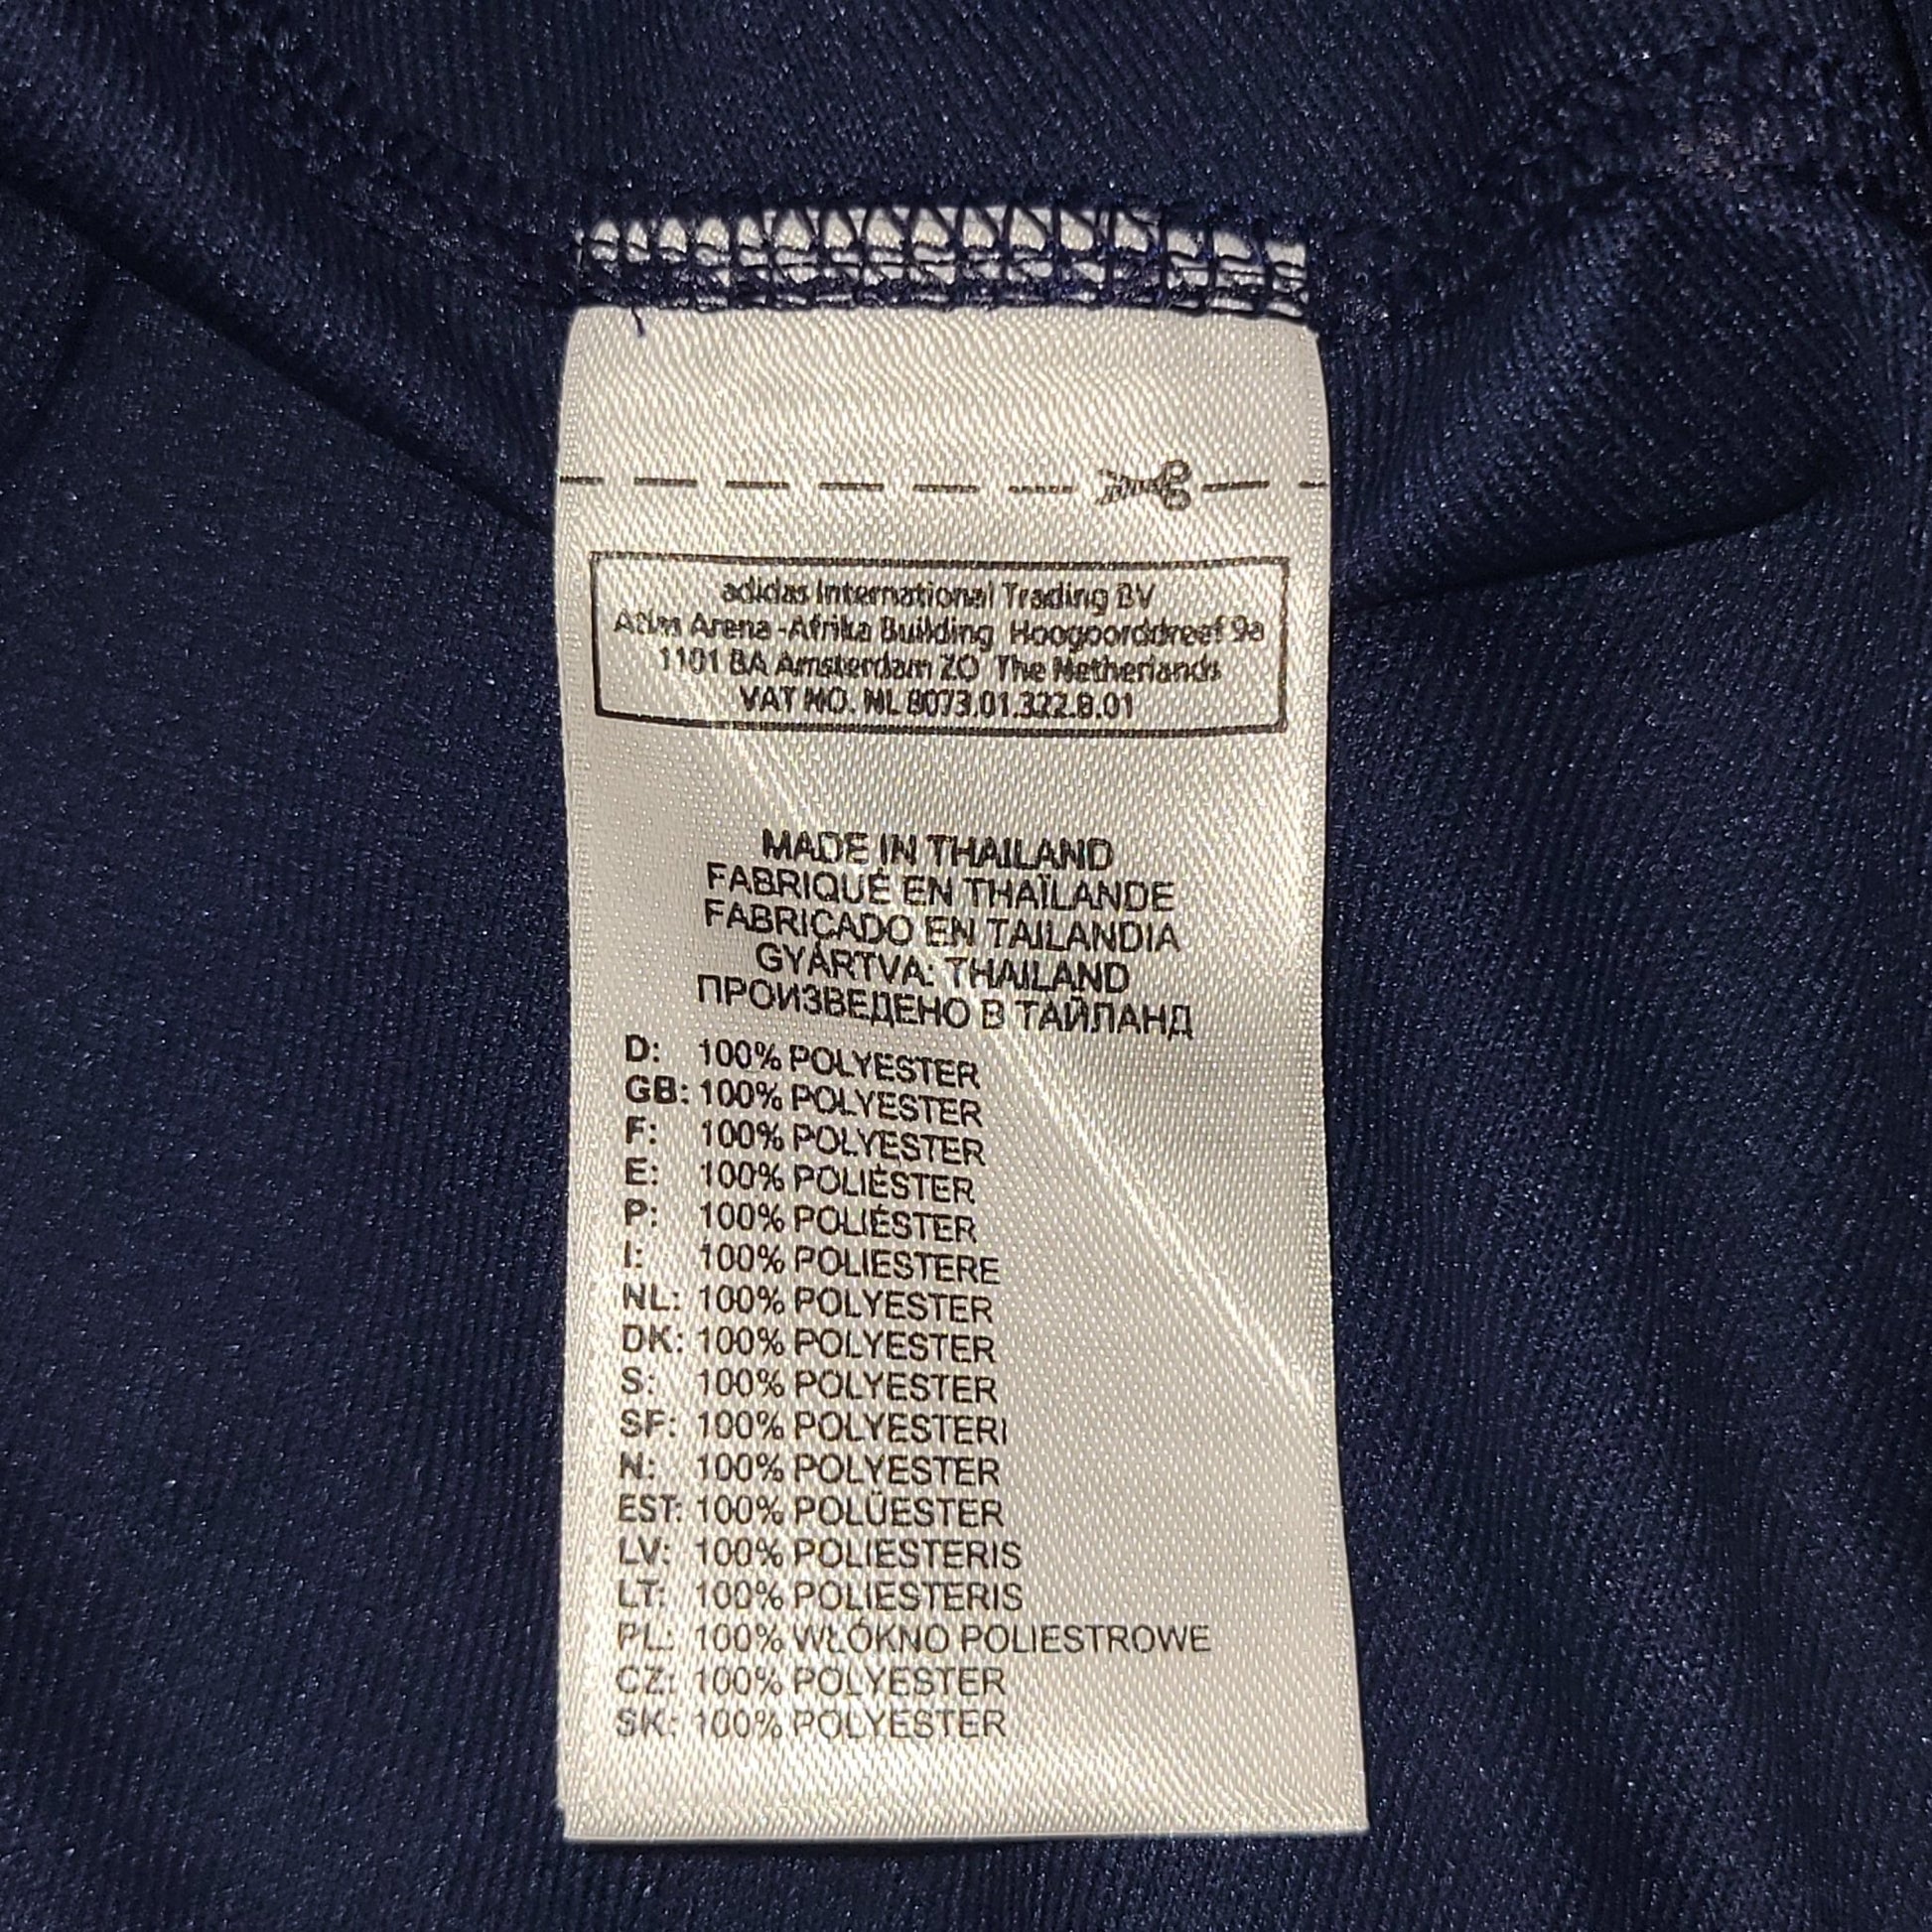 adidas International Trading BV
Atlas Arena -Afrika Building Hoogoorddreef 9a
1101 BA Amsterdam ZO The Netherlands
VAT NO. NL 8073.01.322.B.01
MADE IN THAILAND
FABRIQUÉ EN THAÏLANDE
FABRICADO EN TAILANDIA
GYÁRTVA: THAILAND
ПРОИЗВЕДЕНО В ТАЙЛАНД
D: 100% POLYESTER
GB: 100% POLYESTER
F: 100% POLYESTER
E: 100% POLIÉSTER
P: 100% POLIÉSTER
I: 100% POLIESTERE
NL: 100% POLYESTER
DK: 100% POLYESTER
S: 100% POLYESTER
SF: 100% POLYESTERI
N: 100% POLYESTER
EST: 100% POLÜESTER
LV: 100% POLIESTERIS
LT: 100% POLIESTERIS
PL: 100% WŁÓKNO POLIESTROWE
CZ: 100% POLYESTER
SK: 100% POLYESTER